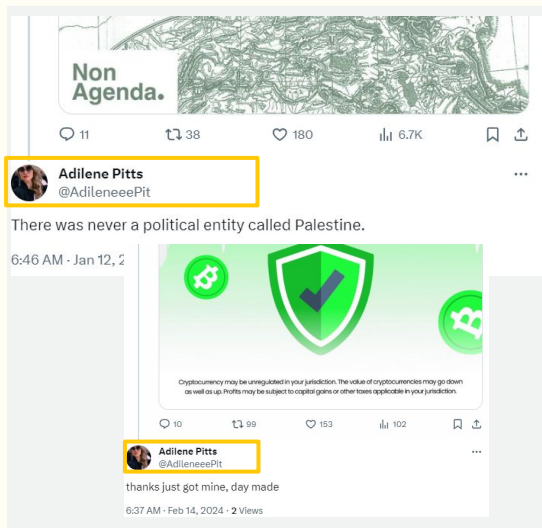 Non
Agenda.
11 38 180 6.7K
Adilene Pitts
@AdileneeePit
There was never a political entity called Palestine.
6:46 AM · Jan 12, 2
Cryptocurrency may be unregulated in your jurisdiction. The value of cryptocurrencies may go down
as well as up. Profits may be subject to capital gains or other taxes applicable in your jurisdiction.
10 99 153 102
Adilene Pitts
@AdileneeePit
thanks just got mine, day made
6:37 AM · Feb 14, 2024 · 2 Views